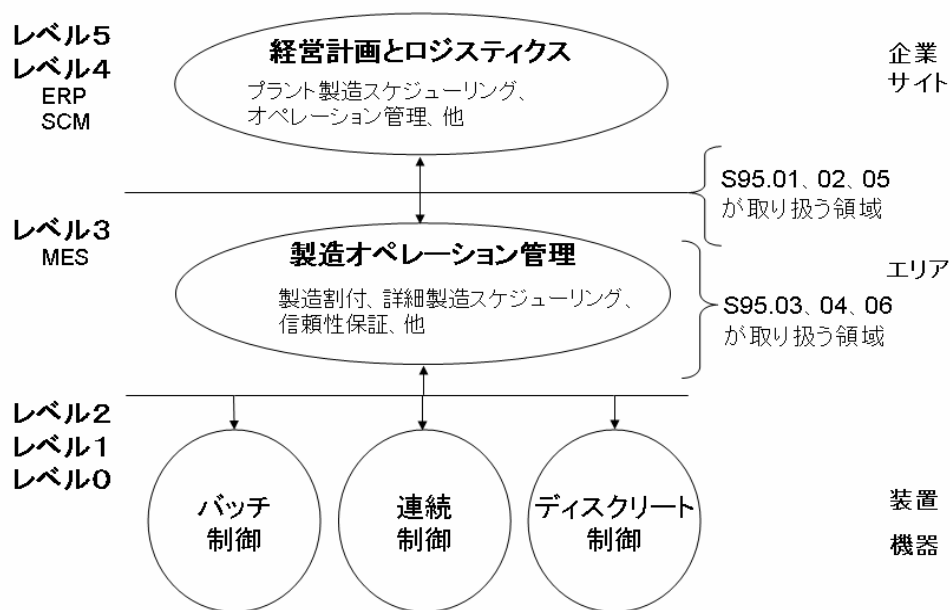 レベル5
レベル4
ERP
SCM
経営計画とロジスティクス
プラント製造スケジューリング、
オペレーション管理、他
企業
サイト
S95.01、02、05
が取り扱う領域
レベル3
MES
製造オペレーション管理
製造割付、詳細製造スケジューリング、
信頼性保証、他
エリア
S95.03、04、06
が取り扱う領域
レベル2
レベル1
レベル0
バッチ
制御
連続
制御
ディスクリート
制御
装置
機器